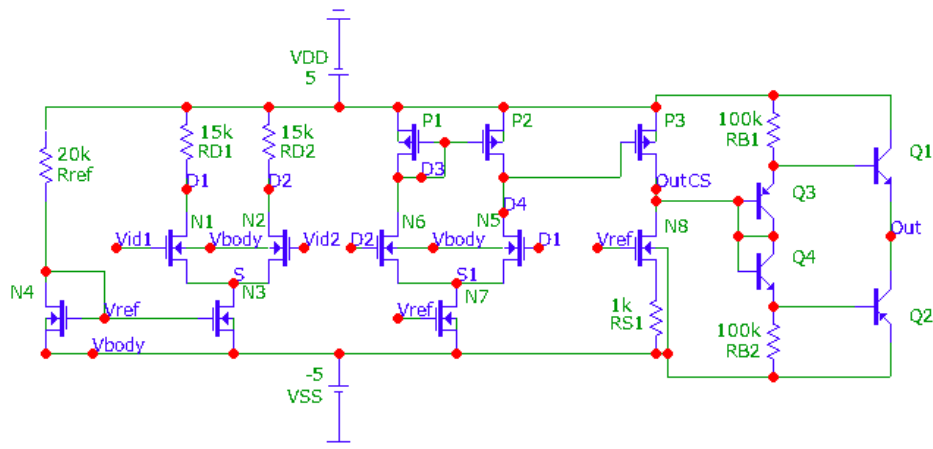 VDD
5
15k
RD1
15k
RD2
20k
Rref
P1
P2
P3
100k
RB1
Q1
D1
D2
D3
OutCS
Q3
D4
N1
N2
N6
N5
N8
Vid1
Vbody
Vid2
D2
Vbody
D1
Vref
Out
Q4
S
S1
N4
N3
N7
Vref
Vref
1k
RS1
Q2
Vbody
100k
RB2
-5
VSS